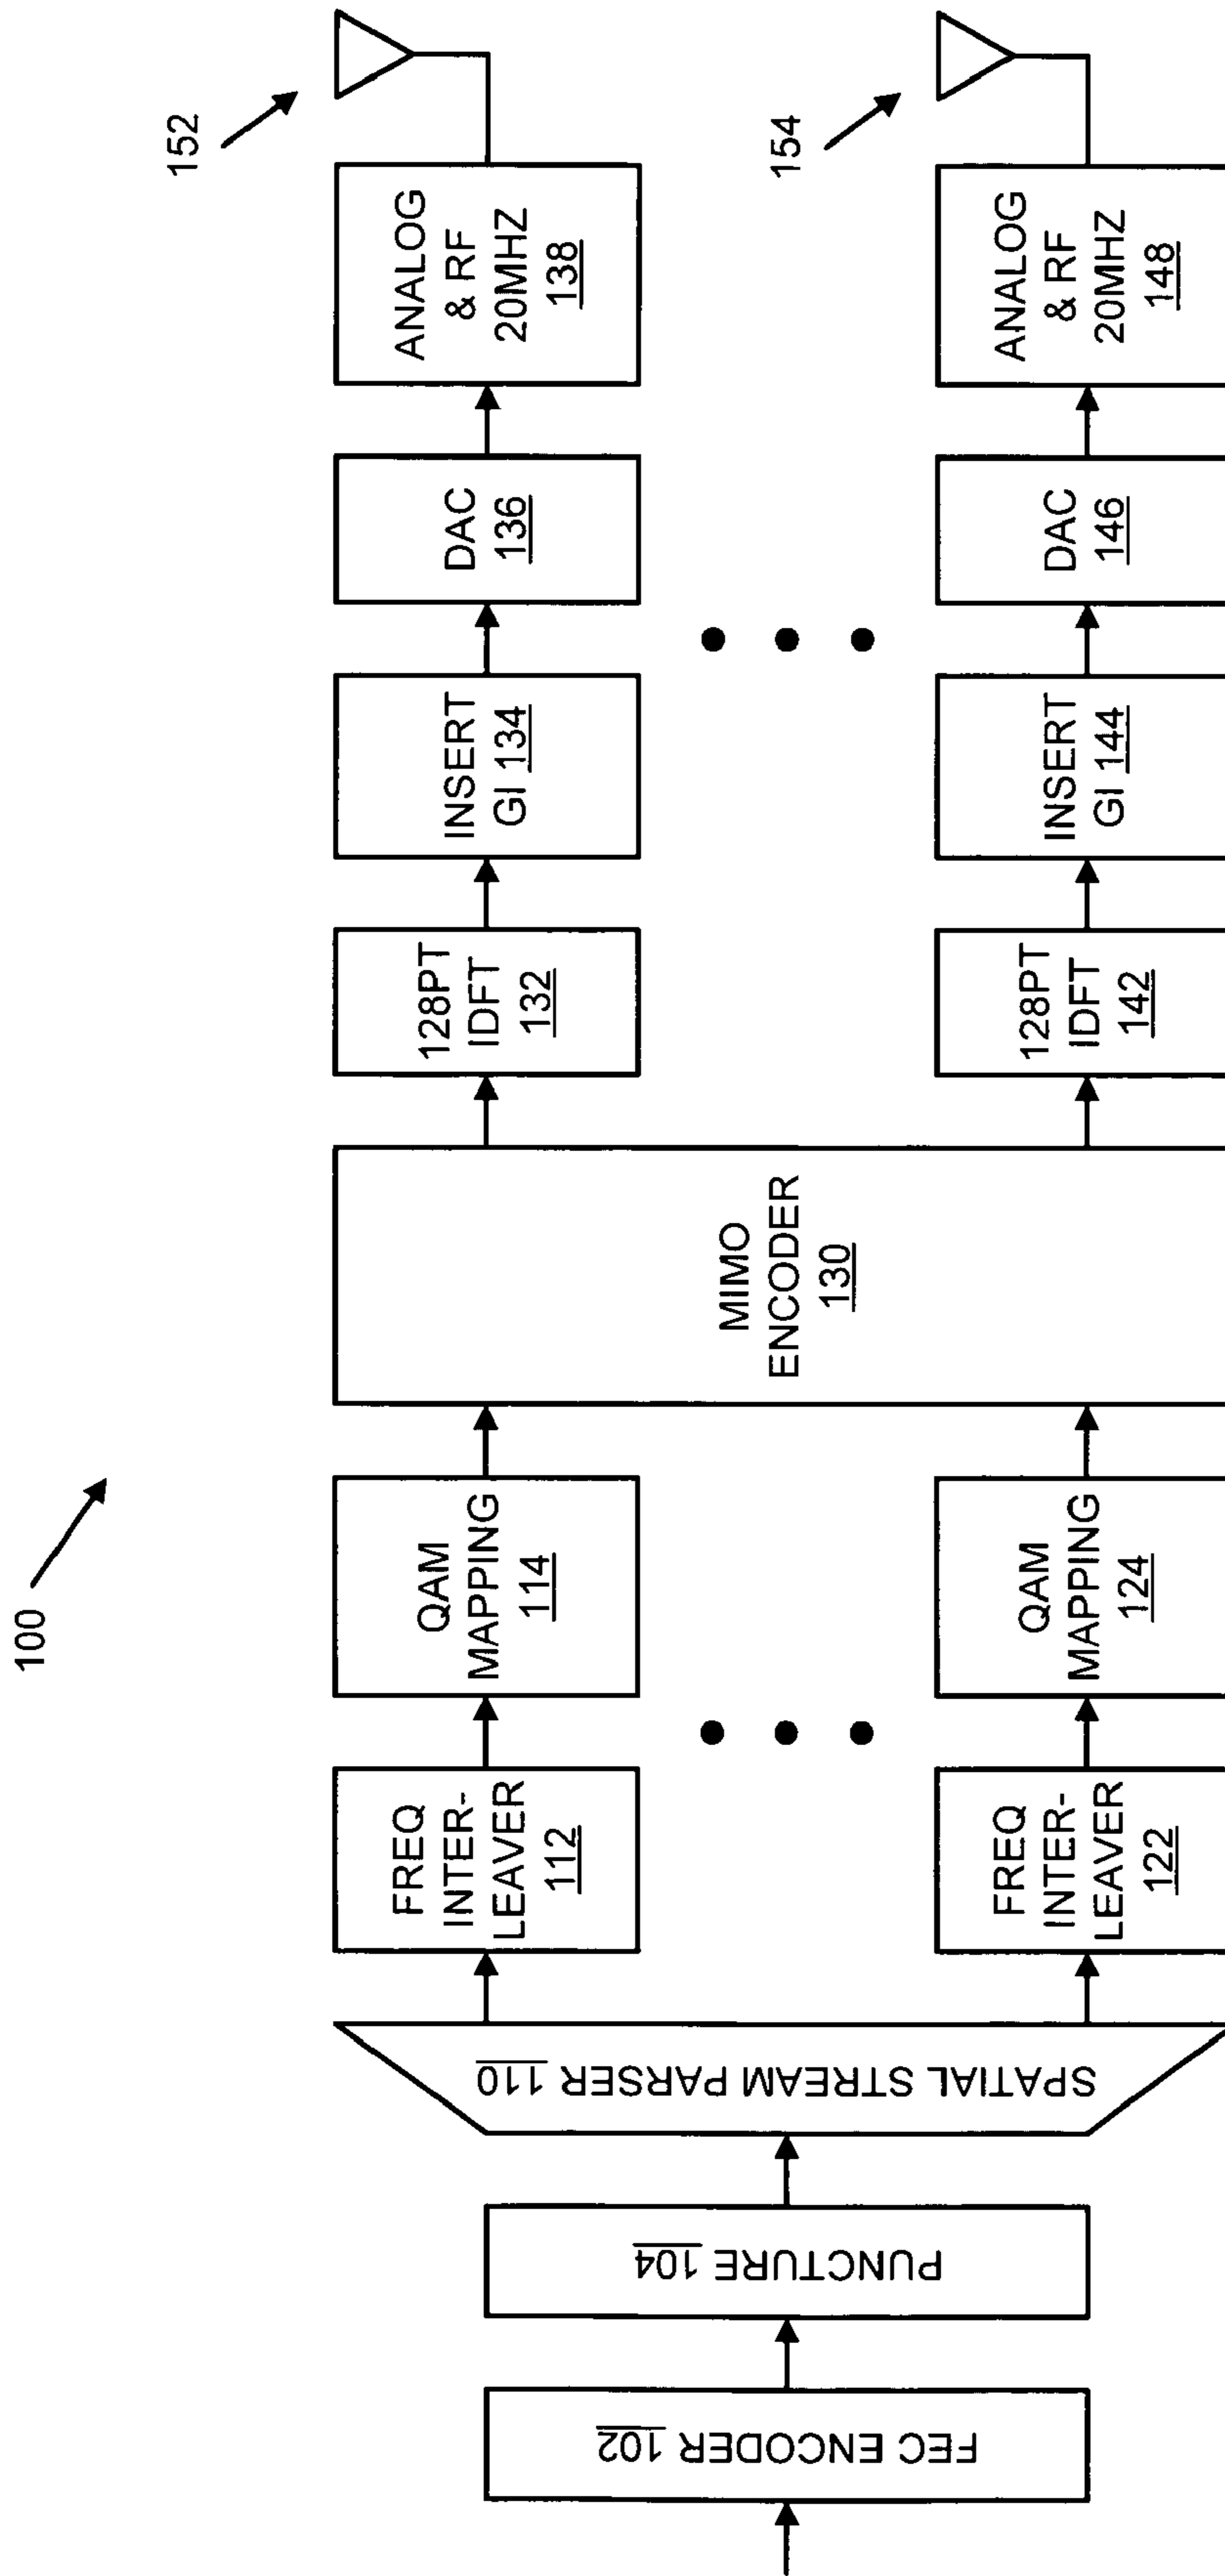 100
FEC ENCODER 102
PUNCTURE 104
SPATIAL STREAM PARSER 110
FREQ
INTER-
LEAVER
112
QAM
MAPPING
114
FREQ
INTER-
LEAVER
122
QAM
MAPPING
124
MIMO
ENCODER
130
128PT
IDFT
132
INSERT
GI 134
DAC
136
ANALOG
& RF
20MHZ
138
152
128PT
IDFT
142
INSERT
GI 144
DAC
146
ANALOG
& RF
20MHZ
148
154